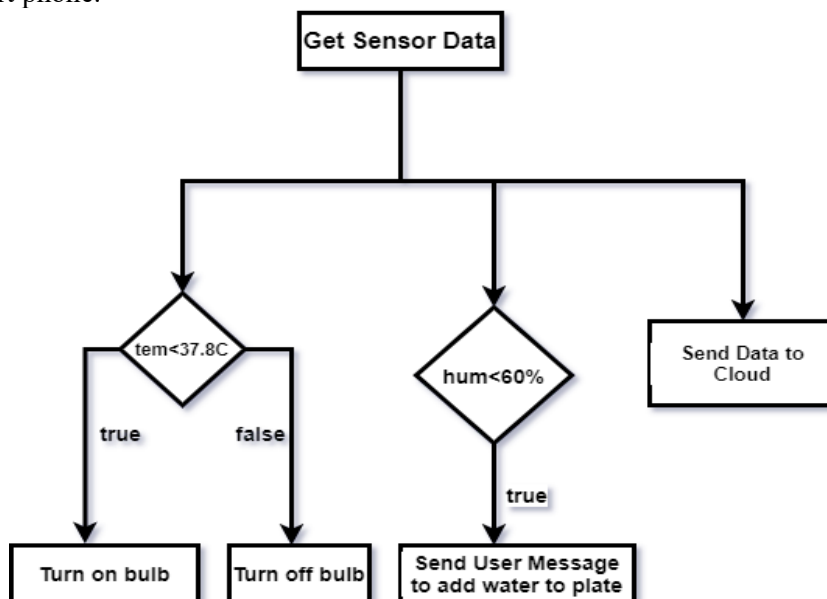 phone.
Get Sensor Data
tem<37.8C
hum<60%
Send Data to
Cloud
true
false
true
Turn on bulb
Turn off bulb
Send User Message
to add water to plate